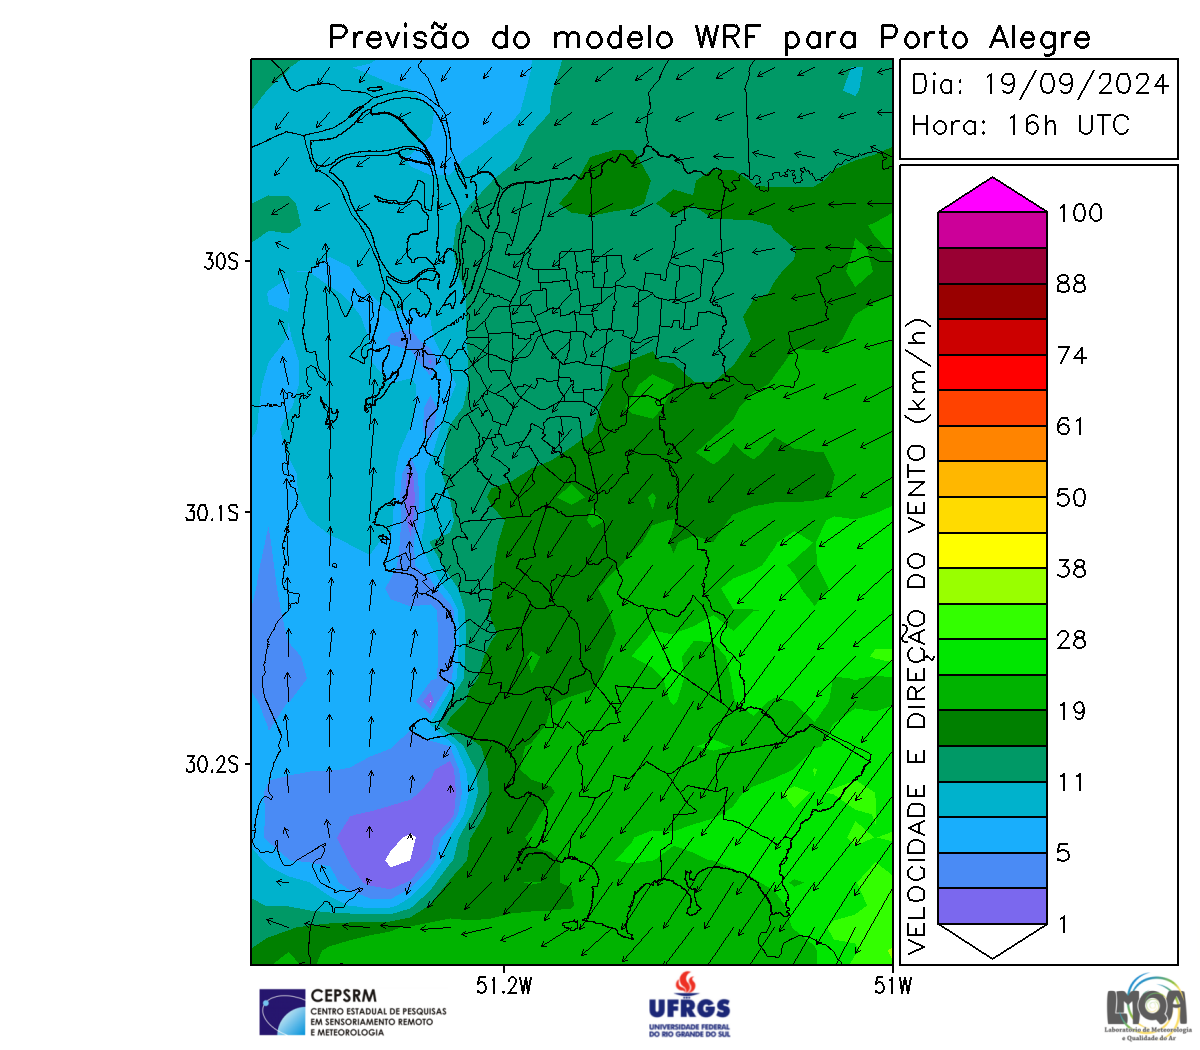 Previsão do modelo WRF para Porto Alegre
Dia: 19/09/2024
Hora: 16h UTC
30S
30.1S
30.2S
51.2W
51W
VELOCIDADE E DIREÇÃO DO VENTO (km/h)
100
88
74
61
50
38
28
19
11
5
1
CEPSRM
CENTRO ESTADUAL DE PESQUISAS
EM SENSORIAMENTO REMOTO
E METEOROLOGIA
UFRGS
UNIVERSIDADE FEDERAL
DO RIO GRANDE DO SUL
LMQA
Laboratório de Meteorologia
e Qualidade do Ar